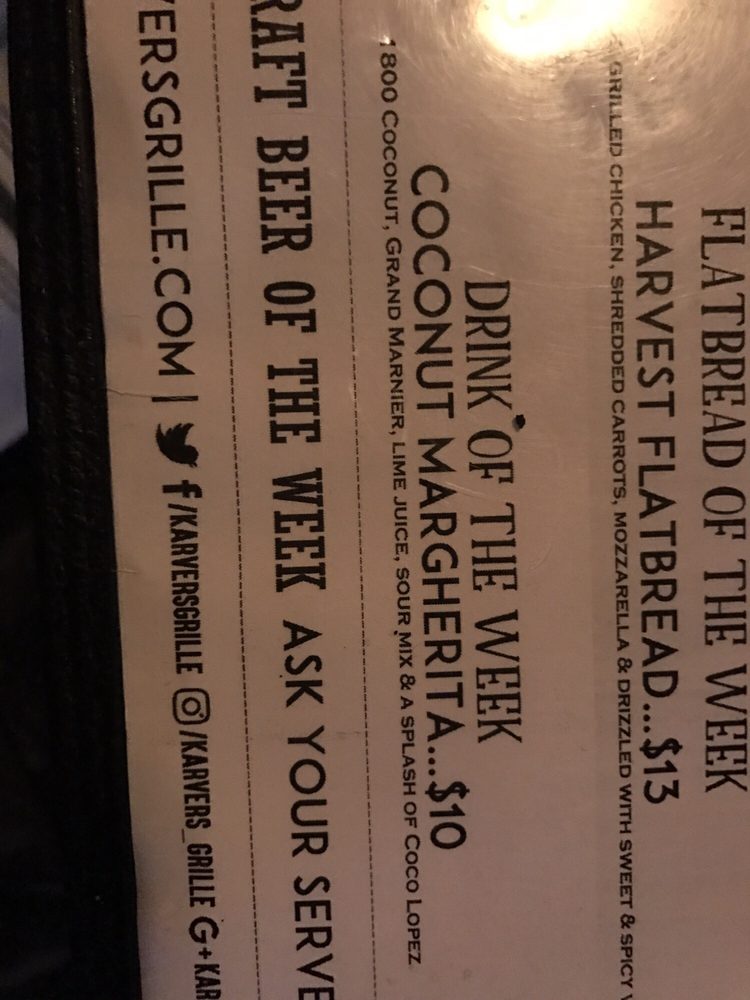 FLATBREAD OF THE WEEK
HARVEST FLATBREAD...$13
GRILLED CHICKEN, SHREDDED CARROTS, MOZZARELLA & DRIZZLED WITH SWEET & SPICY
DRINK OF THE WEEK
COCONUT MARGHERITA...$10
1800 COCONUT, GRAND MARNIER, LIME JUICE, SOUR MIX & A SPLASH OF COCO LOPEZ
RAFT BEER OF THE WEEK ASK YOUR SERVE
VERSGRILLE.COM | f/KARVERSGRILLE /KARVERS_GRILLE G+KAR